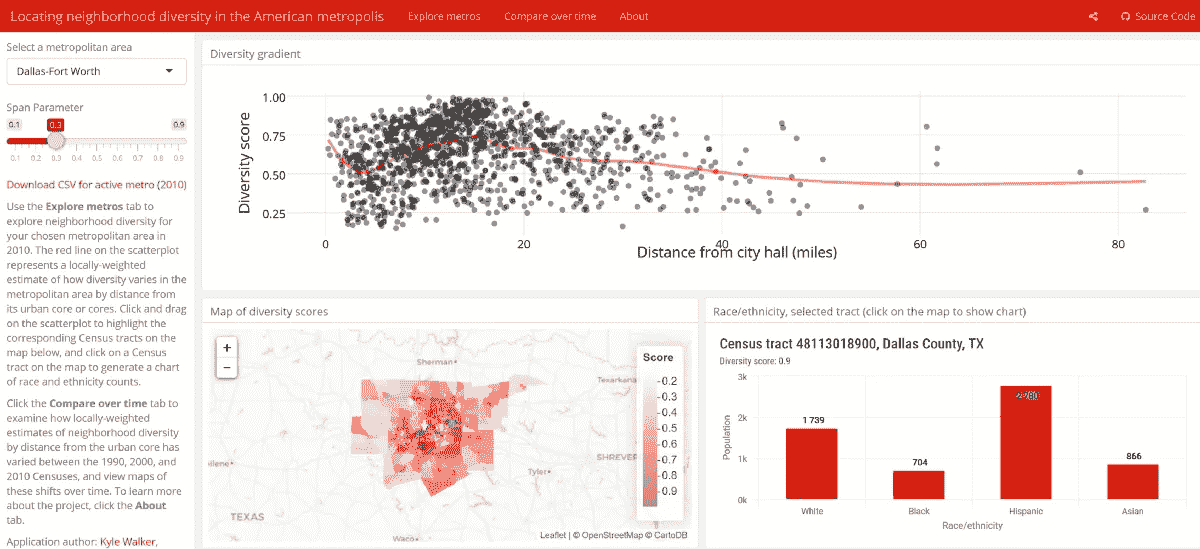 Locating neighborhood diversity in the American metropolis Explore metros Compare over time About Source Code
Select a metropolitan area
Dallas-Fort Worth
Span Parameter
0.1 0.3 0.9
0.1 0.2 0.3 0.4 0.5 0.6 0.7 0.8 0.9
Download CSV for active metro (2010)
Use the Explore metros tab to
explore neighborhood diversity for
your chosen metropolitan area in
2010. The red line on the scatterplot
represents a locally-weighted
estimate of how diversity varies in the
metropolitan area by distance from
its urban core or cores. Click and drag
on the scatterplot to highlight the
corresponding Census tracts on the
map below, and click on a Census
tract on the map to generate a chart
of race and ethnicity counts.
Click the Compare over time tab to
examine how locally-weighted
estimates of neighborhood diversity
by distance from the urban core has
varied between the 1990, 2000, and
2010 Censuses, and view maps of
these shifts over time. To learn more
about the project, click the About
tab.
Application author: Kyle Walker,
Diversity gradient
Diversity score
1.00
0.75
0.50
0.25
0 20 40 60 80
Distance from city hall (miles)
Map of diversity scores
+
−
Sherman
Texarkana
ilene
Tyler
SHREVEP
TEXAS
Waco
Score
0.2
0.3
0.4
0.5
0.6
0.7
0.8
0.9
Leaflet | © OpenStreetMap © CartoDB
Race/ethnicity, selected tract (click on the map to show chart)
Census tract 48113018900, Dallas County, TX
Diversity score: 0.9
Population
3k
2k
1k
0k
1 739
704
866
White Black Hispanic Asian
Race/ethnicity